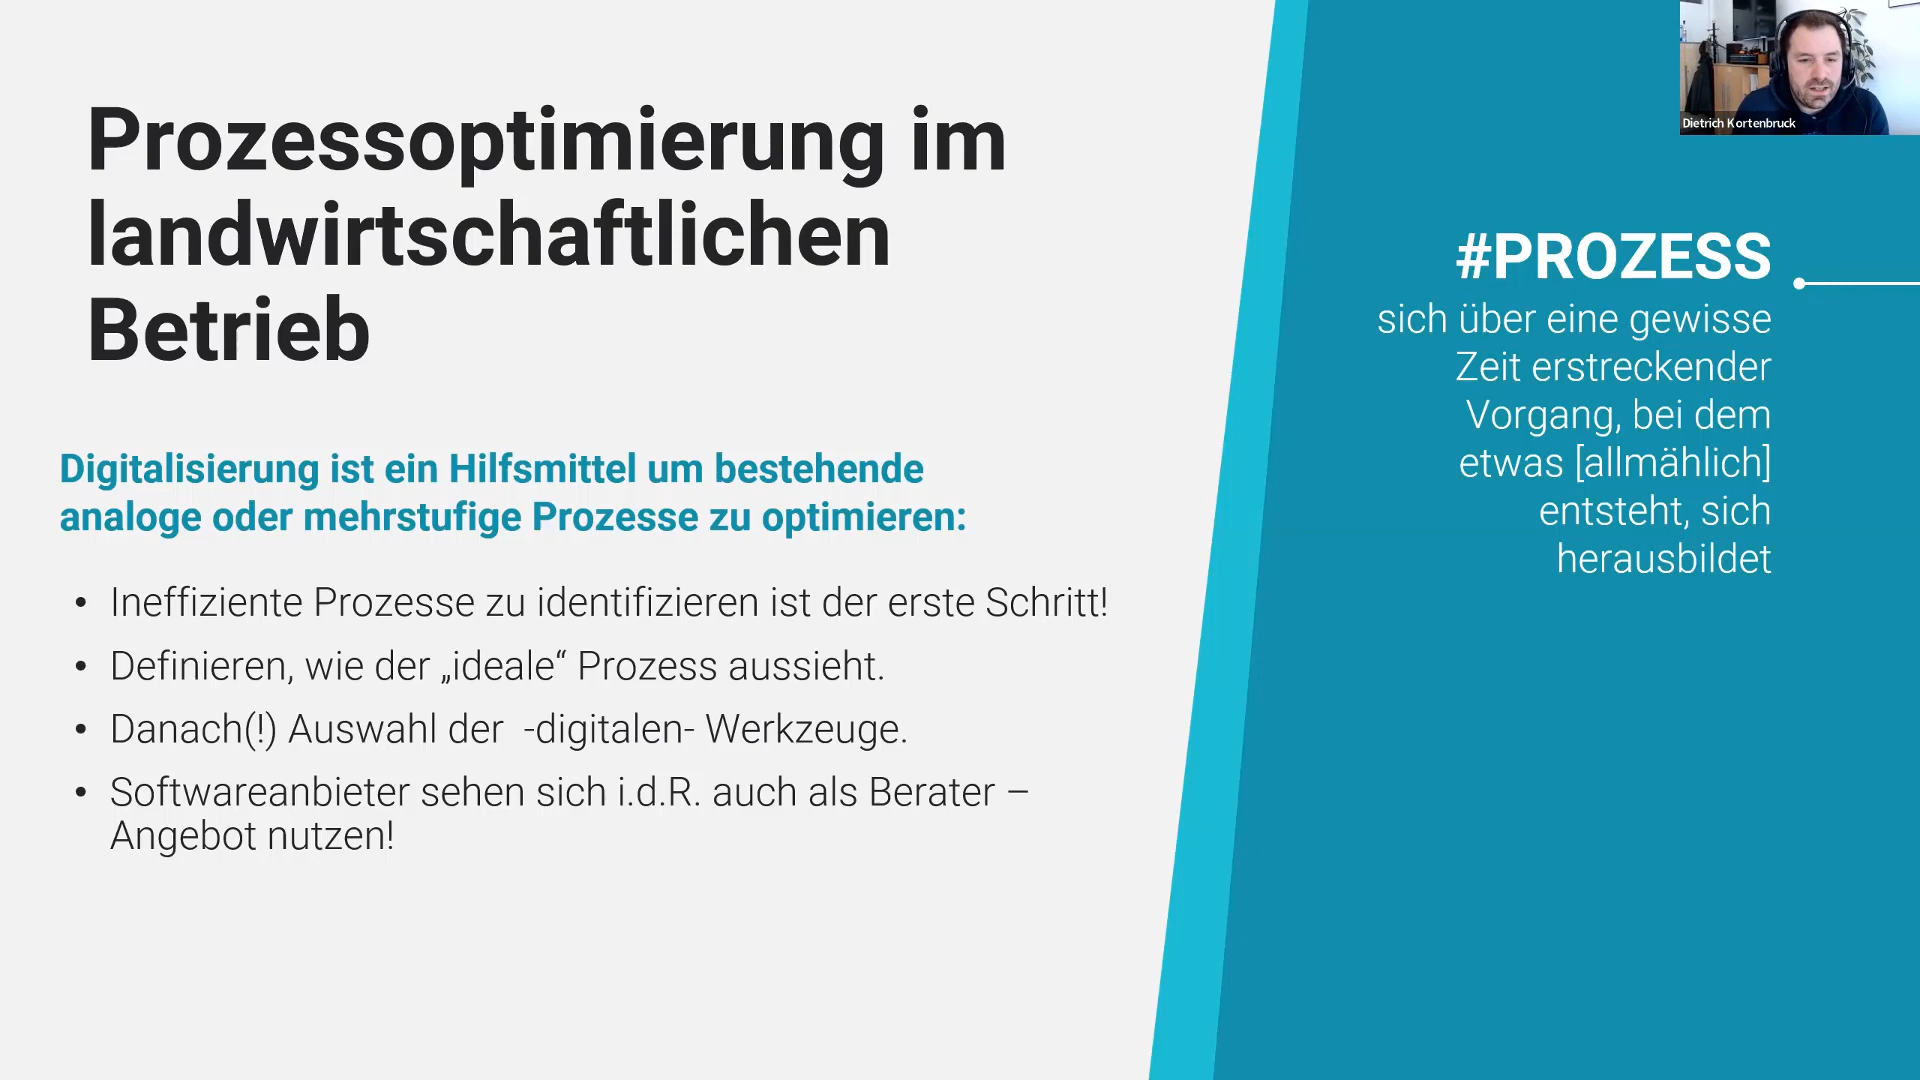 Prozessoptimierung im
landwirtschaftlichen
Betrieb
Digitalisierung ist ein Hilfsmittel um bestehende
analoge oder mehrstufige Prozesse zu optimieren:
• Ineffiziente Prozesse zu identifizieren ist der erste Schritt!
• Definieren, wie der „ideale“ Prozess aussieht.
• Danach(!) Auswahl der -digitalen- Werkzeuge.
• Softwareanbieter sehen sich i.d.R. auch als Berater –
Angebot nutzen!
Dietrich Kortenbruck
#PROZESS
sich über eine gewisse
Zeit erstreckender
Vorgang, bei dem
etwas [allmählich]
entsteht, sich
herausbildet